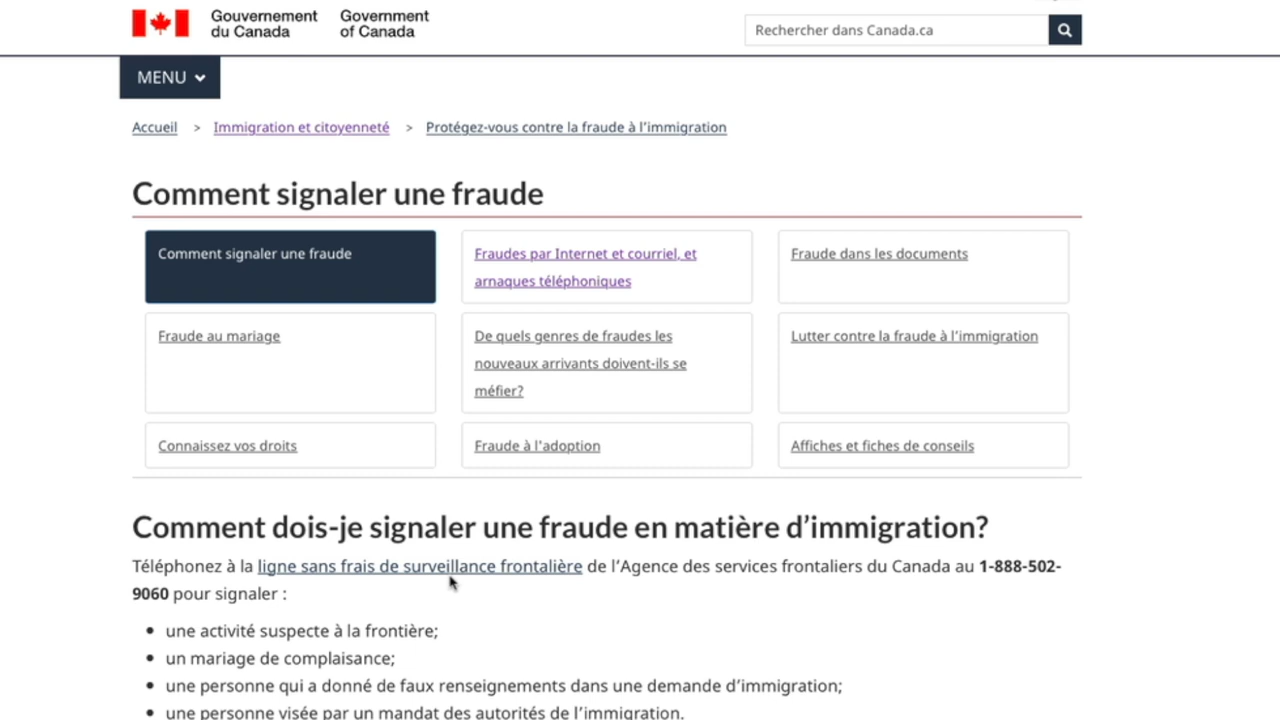 Gouvernement
du Canada
Government
of Canada
Rechercher dans Canada.ca
MENU
Accueil > Immigration et citoyenneté > Protégez-vous contre la fraude à l’immigration
Comment signaler une fraude
Comment signaler une fraude
Fraudes par Internet et courriel, et
arnaques téléphoniques
Fraude dans les documents
Fraude au mariage
De quels genres de fraudes les
nouveaux arrivants doivent-ils se
méfier?
Lutter contre la fraude à l’immigration
Connaissez vos droits
Fraude à l'adoption
Affiches et fiches de conseils
Comment dois-je signaler une fraude en matière d’immigration?
Téléphonez à la ligne sans frais de surveillance frontalière de l’Agence des services frontaliers du Canada au 1-888-502-
9060 pour signaler :
• une activité suspecte à la frontière;
• un mariage de complaisance;
• une personne qui a donné de faux renseignements dans une demande d’immigration;
• une personne visée par un mandat des autorités de l’immigration.